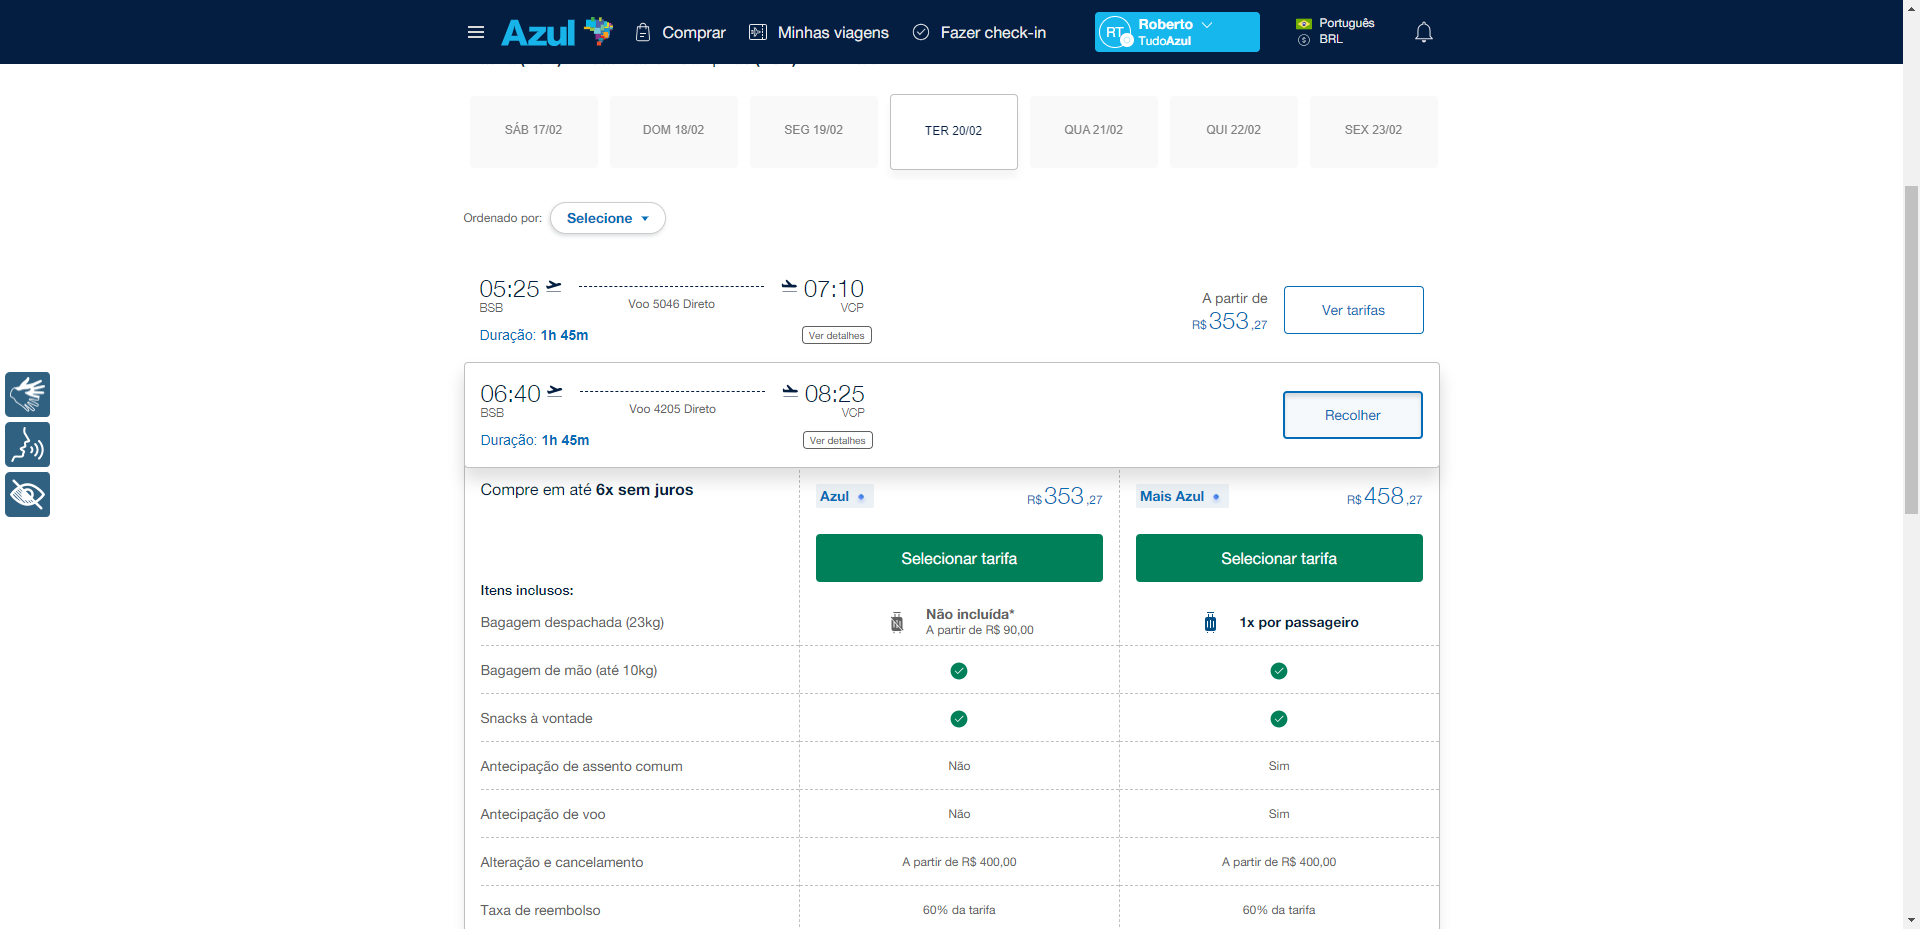 Azul
Comprar
Minhas viagens
Fazer check-in
RT
Roberto
TudoAzul
Português
BRL
SÁB 17/02
DOM 18/02
SEG 19/02
TER 20/02
QUA 21/02
QUI 22/02
SEX 23/02
Ordenado por:
Selecione
05:25
07:10
BSB
Voo 5046 Direto
VCP
Duração: 1h 45m
Ver detalhes
A partir de
R$353,27
Ver tarifas
06:40
08:25
BSB
Voo 4205 Direto
VCP
Duração: 1h 45m
Ver detalhes
Recolher
Compre em até 6x sem juros
Azul
R$353,27
Mais Azul
R$458,27
Selecionar tarifa
Selecionar tarifa
Itens inclusos:
Bagagem despachada (23kg)
Não incluída*
A partir de R$ 90,00
1x por passageiro
Bagagem de mão (até 10kg)
Snacks à vontade
Antecipação de assento comum
Não
Sim
Antecipação de voo
Não
Sim
Alteração e cancelamento
A partir de R$ 400,00
A partir de R$ 400,00
Taxa de reembolso
60% da tarifa
60% da tarifa